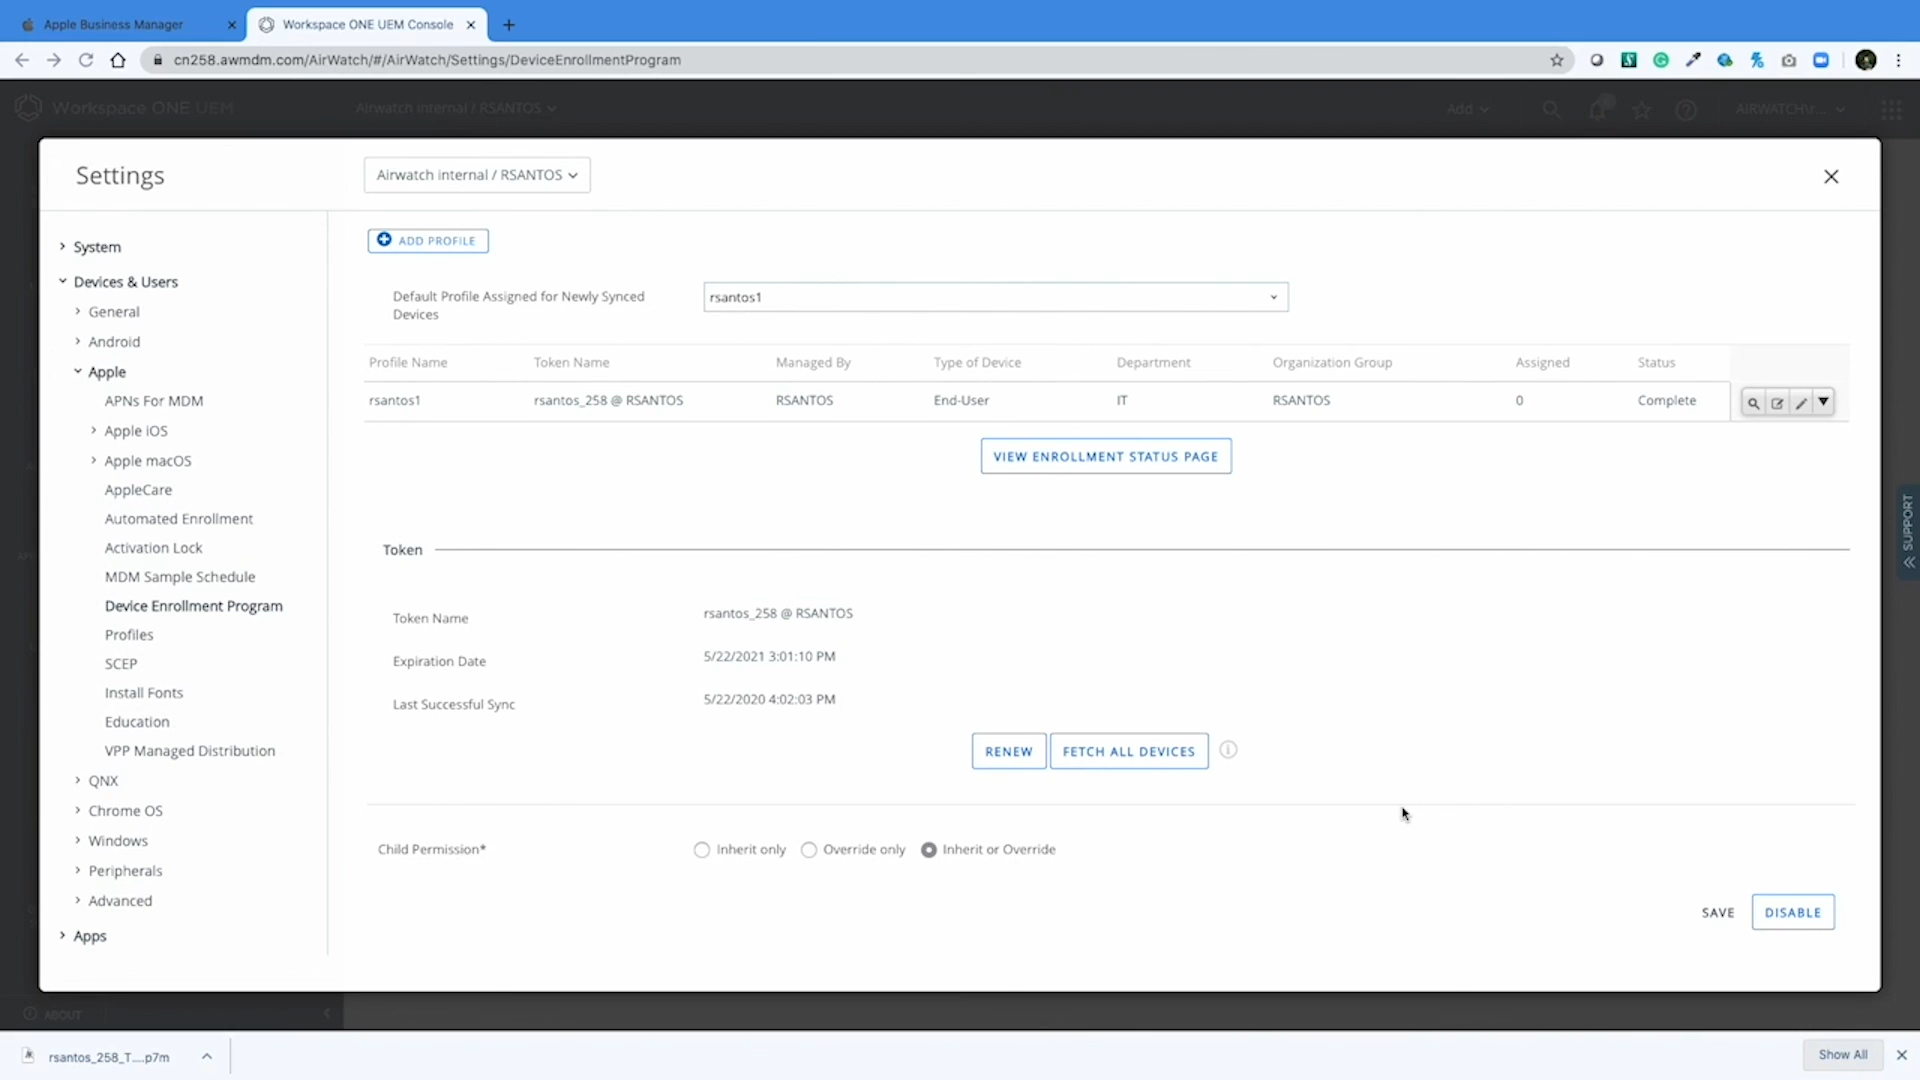 Apple Business Manager
Workspace ONE UEM Console
cn258.awmdm.com/AirWatch/#/AirWatch/Settings/DeviceEnrollmentProgram
Workspace ONE UEM
Airwatch internal / RSANTOS
Add
AIRWATCH\r...
Settings
Airwatch internal / RSANTOS
System
Devices & Users
General
Android
Apple
APNs For MDM
Apple iOS
Apple macOS
AppleCare
Automated Enrollment
Activation Lock
MDM Sample Schedule
Device Enrollment Program
Profiles
SCEP
Install Fonts
Education
VPP Managed Distribution
QNX
Chrome OS
Windows
Peripherals
Advanced
Apps
ADD PROFILE
Default Profile Assigned for Newly Synced
Devices
rsantos1
Profile Name Token Name Managed By Type of Device Department Organization Group Assigned Status
rsantos1 rsantos_258 @ RSANTOS RSANTOS End-User IT RSANTOS 0 Complete
VIEW ENROLLMENT STATUS PAGE
Token
Token Name rsantos_258 @ RSANTOS
Expiration Date 5/22/2021 3:01:10 PM
Last Successful Sync 5/22/2020 4:02:03 PM
RENEW FETCH ALL DEVICES
Child Permission* Inherit only Override only Inherit or Override
SAVE DISABLE
SUPPORT
ABOUT
rsantos_258_T....p7m
Show All